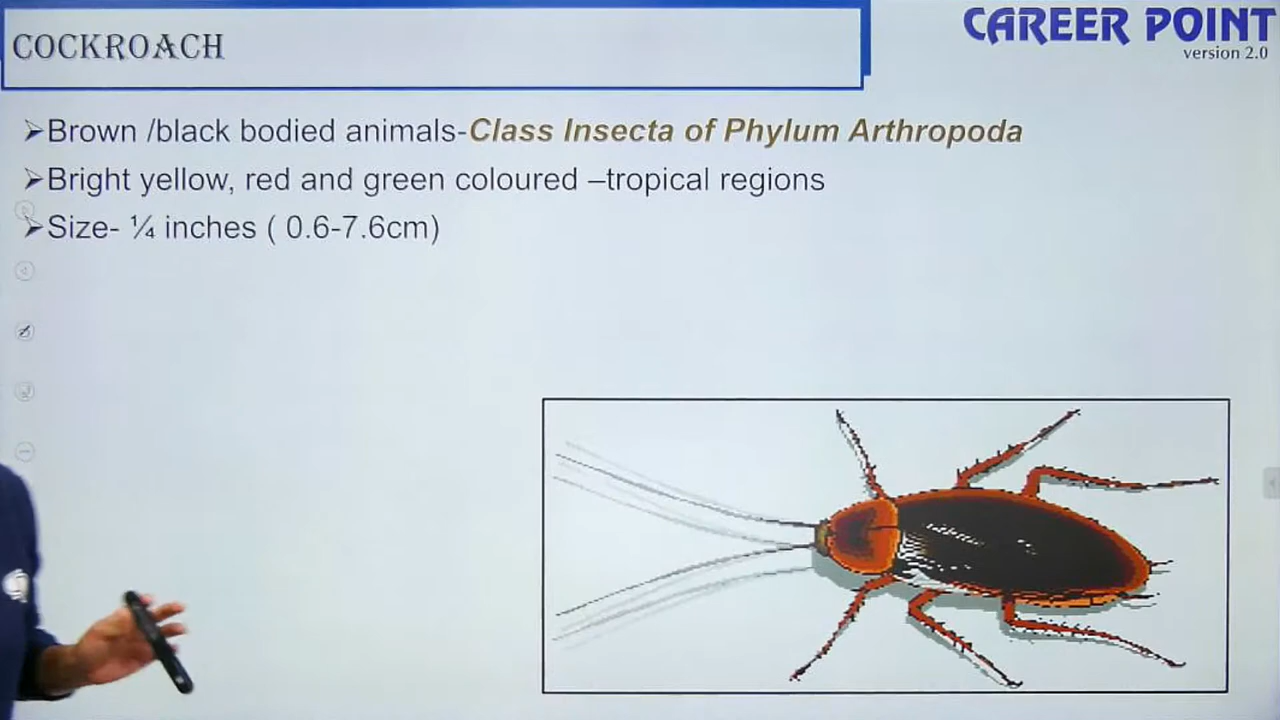 COCKROACH
CAREER POINT
version 2.0
➢Brown /black bodied animals-Class Insecta of Phylum Arthropoda
➢Bright yellow, red and green coloured –tropical regions
➢Size- ¼ inches ( 0.6-7.6cm)